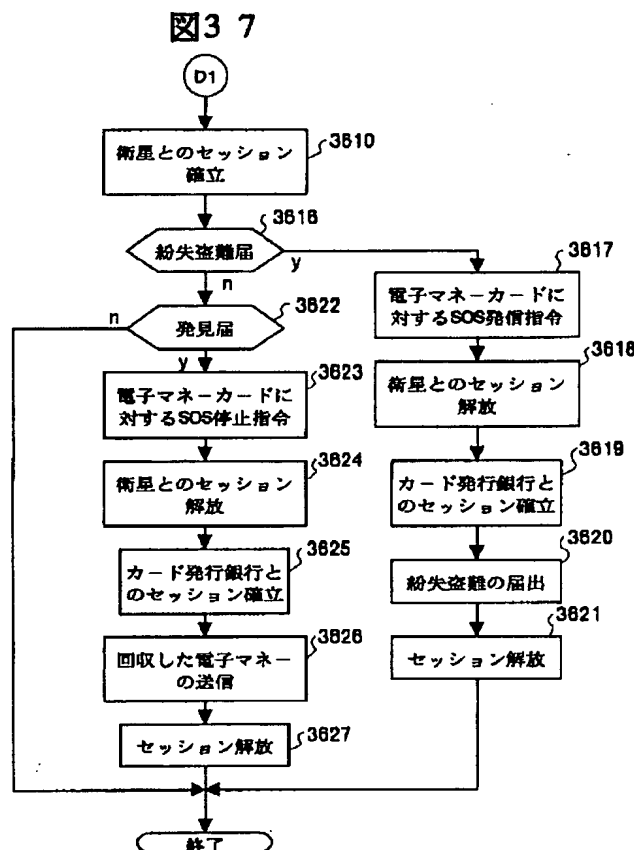 図37
D1
衛星とのセッション
確立
3610
紛失盗難届
3616
y
n
発見届
3622
n
y
電子マネーカードに
対するSOS発信指令
3617
衛星とのセッション
解放
3618
カード発行銀行と
のセッション確立
3619
紛失盗難の届出
3620
セッション解放
3621
電子マネーカードに
対するSOS停止指令
3623
衛星とのセッション
解放
3624
カード発行銀行と
のセッション確立
3625
回収した電子マネー
の送信
3626
セッション解放
3627
終了